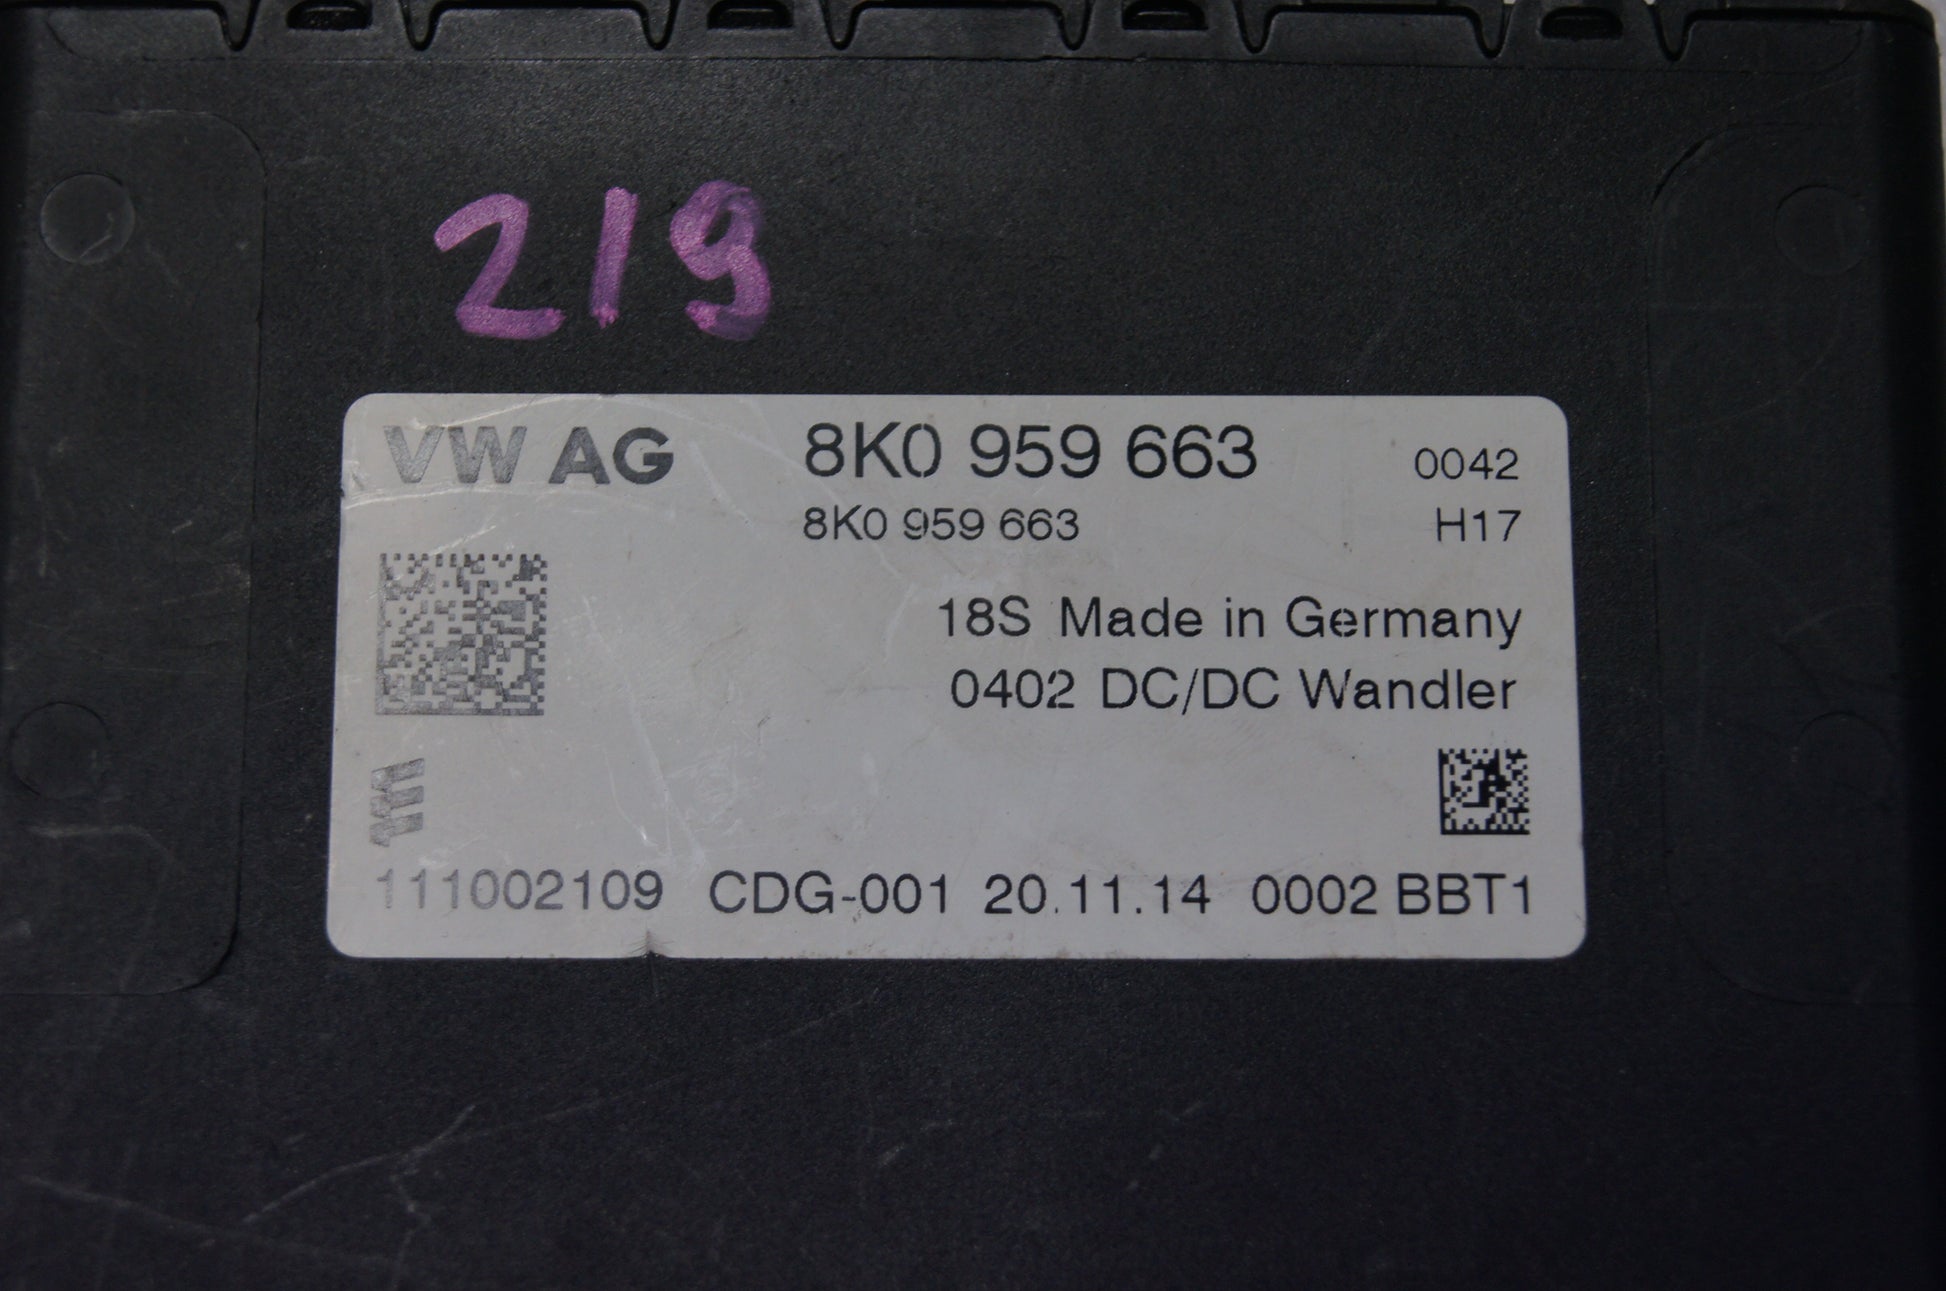 219
VW AG 8K0 959 663 0042
8K0 959 663 H17
18S Made in Germany
0402 DC/DC Wandler
111002109 CDG-001 20.11.14 0002 BBT1